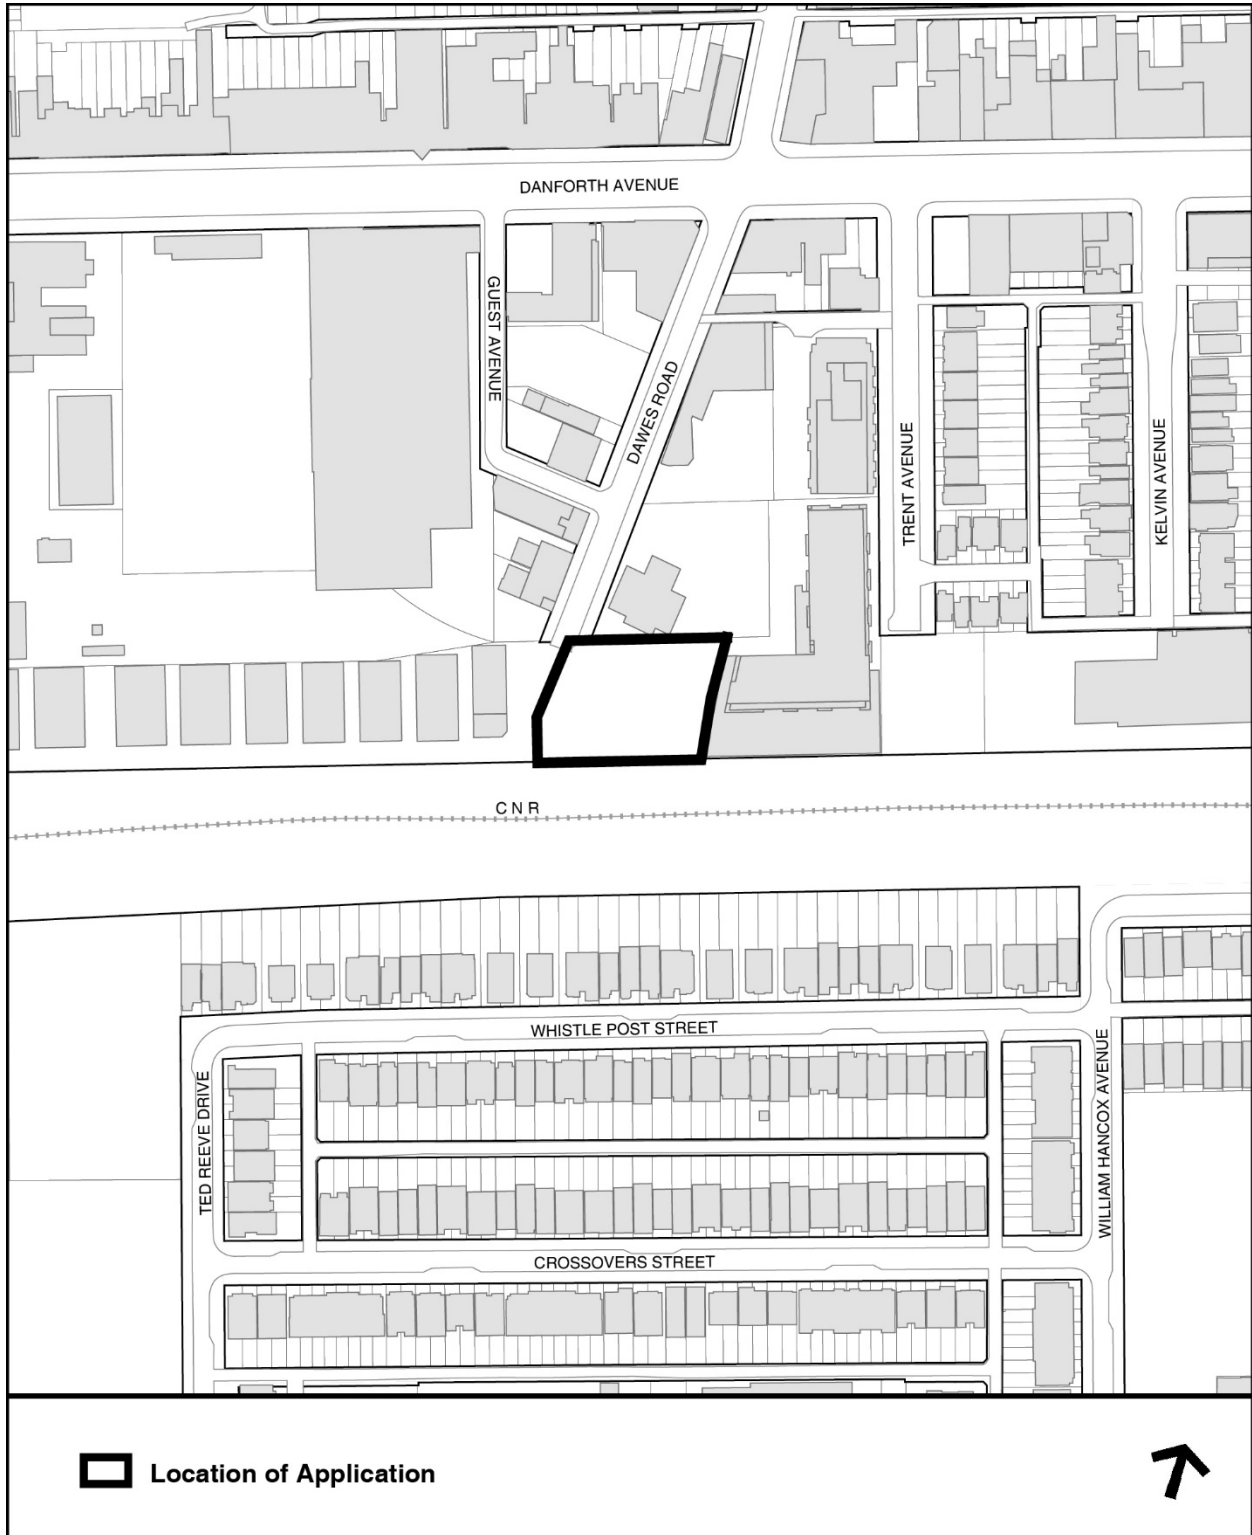 DANFORTH AVENUE
GUEST AVENUE
DAWES ROAD
TRENT AVENUE
KELVIN AVENUE
C N R
WHISTLE POST STREET
TED REEVE DRIVE
WILLIAM HANCOX AVENUE
CROSSOVERS STREET
Location of Application